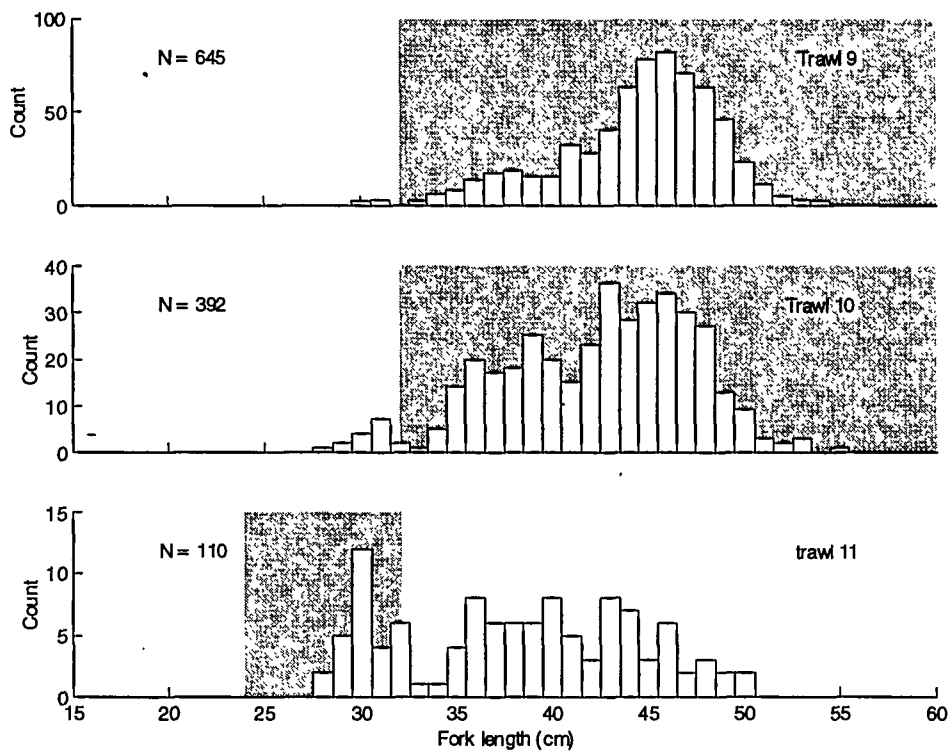 100
N = 645
Trawl 9
Count
50
0
40
N = 392
Trawl 10
30
Count
20
10
0
15
N = 110
trawl 11
10
Count
5
0
15 20 25 30 35 40 45 50 55 60
Fork length (cm)